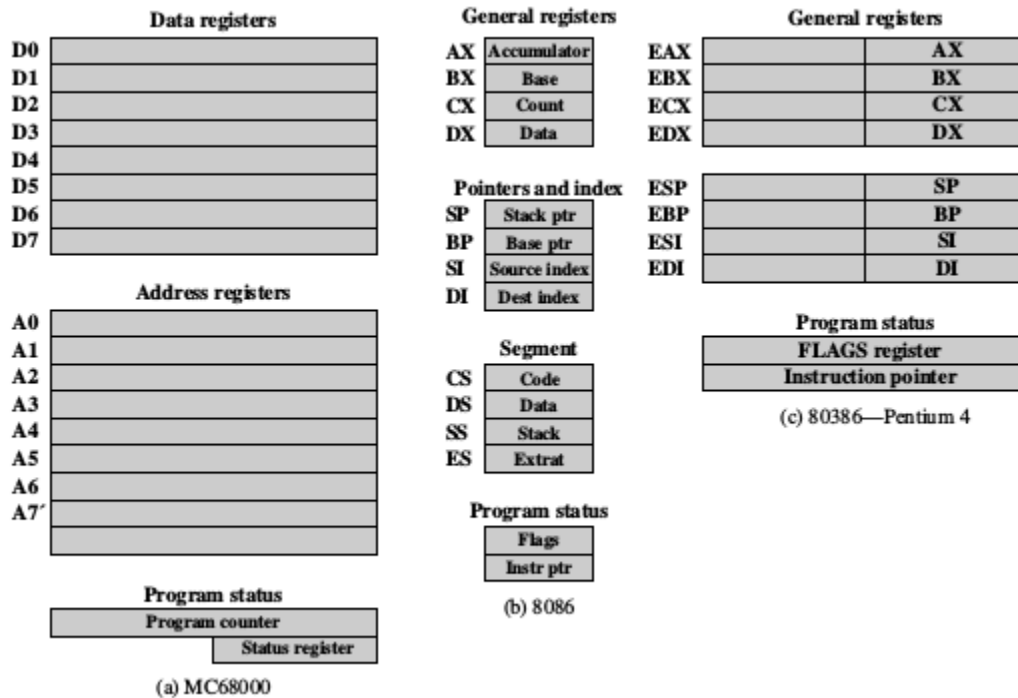 Data registers
D0
D1
D2
D3
D4
D5
D6
D7
Address registers
A0
A1
A2
A3
A4
A5
A6
A7´
Program status
Program counter
Status register
(a) MC68000
General registers
AX Accumulator
BX Base
CX Count
DX Data
Pointers and index
SP Stack ptr
BP Base ptr
SI Source index
DI Dest index
Segment
CS Code
DS Data
SS Stack
ES Extrat
Program status
Flags
Instr ptr
(b) 8086
General registers
EAX AX
EBX BX
ECX CX
EDX DX
ESP SP
EBP BP
ESI SI
EDI DI
Program status
FLAGS register
Instruction pointer
(c) 80386—Pentium 4